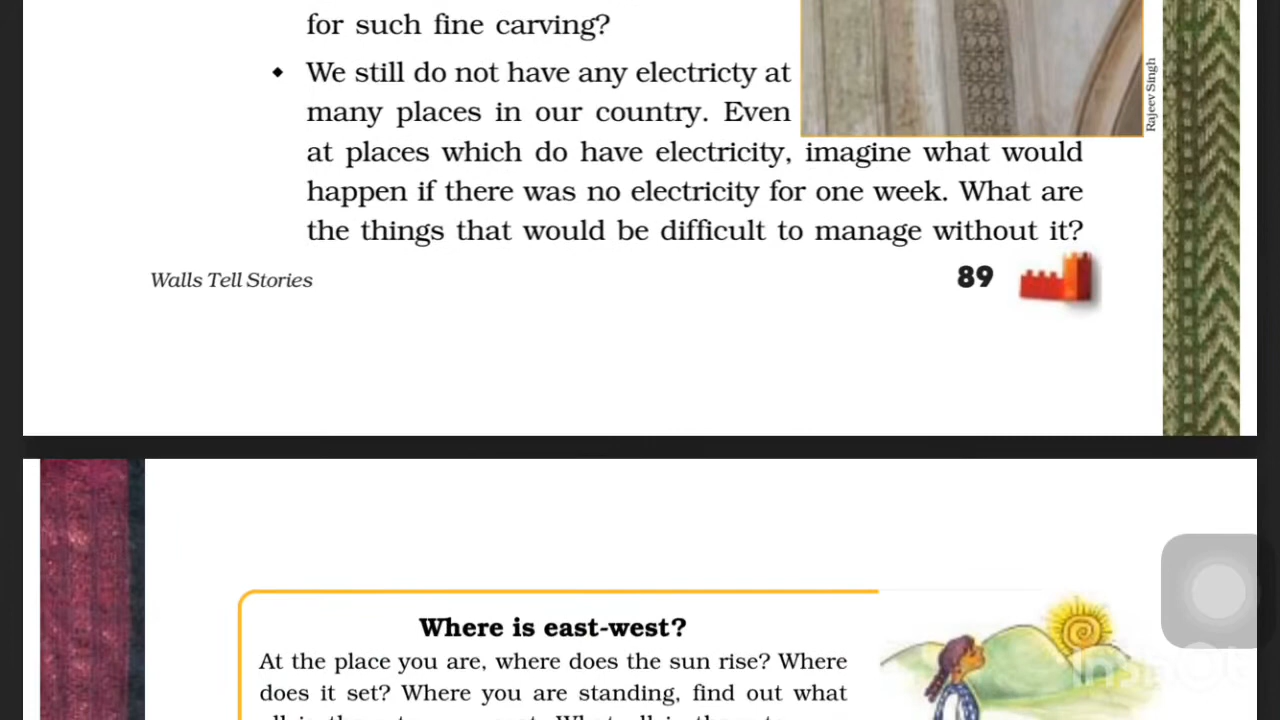 for such fine carving?
◆ We still do not have any electricty at
many places in our country. Even
at places which do have electricity, imagine what would
happen if there was no electricity for one week. What are
the things that would be difficult to manage without it?
Rajeev Singh
Walls Tell Stories
89
Where is east-west?
At the place you are, where does the sun rise? Where
does it set? Where you are standing, find out what